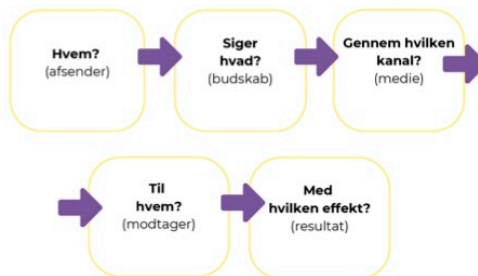 Hvem?
(afsender)
Siger
hvad?
(budskab)
Gennem hvilken
kanal?
(medie)
Til
hvem?
(modtager)
Med
hvilken effekt?
(resultat)